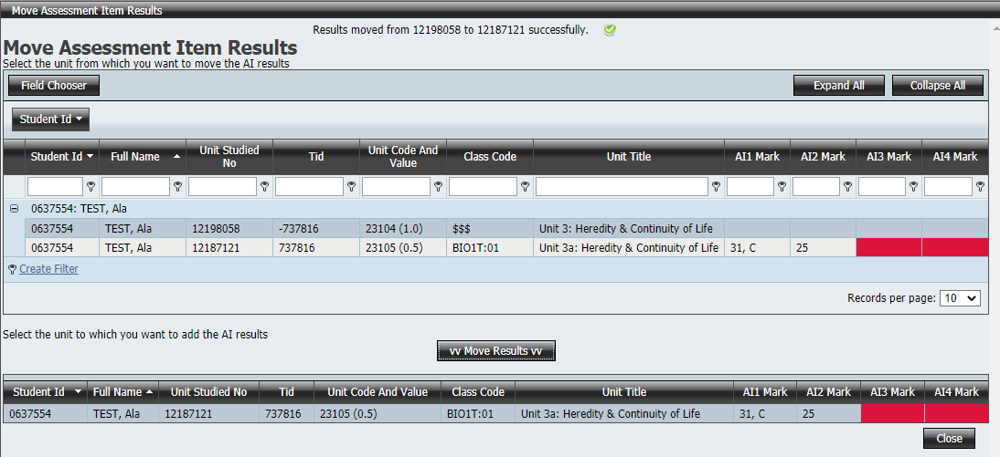 Move Assessment Item Results
Results moved from 12198058 to 12187121 successfully.
Move Assessment Item Results
Select the unit from which you want to move the AI results
Field Chooser Expand All Collapse All
Student Id
Student Id Full Name Unit Studied No Tid Unit Code And Value Class Code Unit Title AI1 Mark AI2 Mark AI3 Mark AI4 Mark
0637554: TEST, Ala
0637554 TEST, Ala 12198058 -737816 23104 (1.0) $$$ Unit 3: Heredity & Continuity of Life
0637554 TEST, Ala 12187121 737816 23105 (0.5) BIO1T:01 Unit 3a: Heredity & Continuity of Life 31, C 25
Create Filter
Records per page: 10
Select the unit to which you want to add the AI results
vv Move Results vv
Student Id Full Name Unit Studied No Tid Unit Code And Value Class Code Unit Title AI1 Mark AI2 Mark AI3 Mark AI4 Mark
0637554 TEST, Ala 12187121 737816 23105 (0.5) BIO1T:01 Unit 3a: Heredity & Continuity of Life 31, C 25
Close